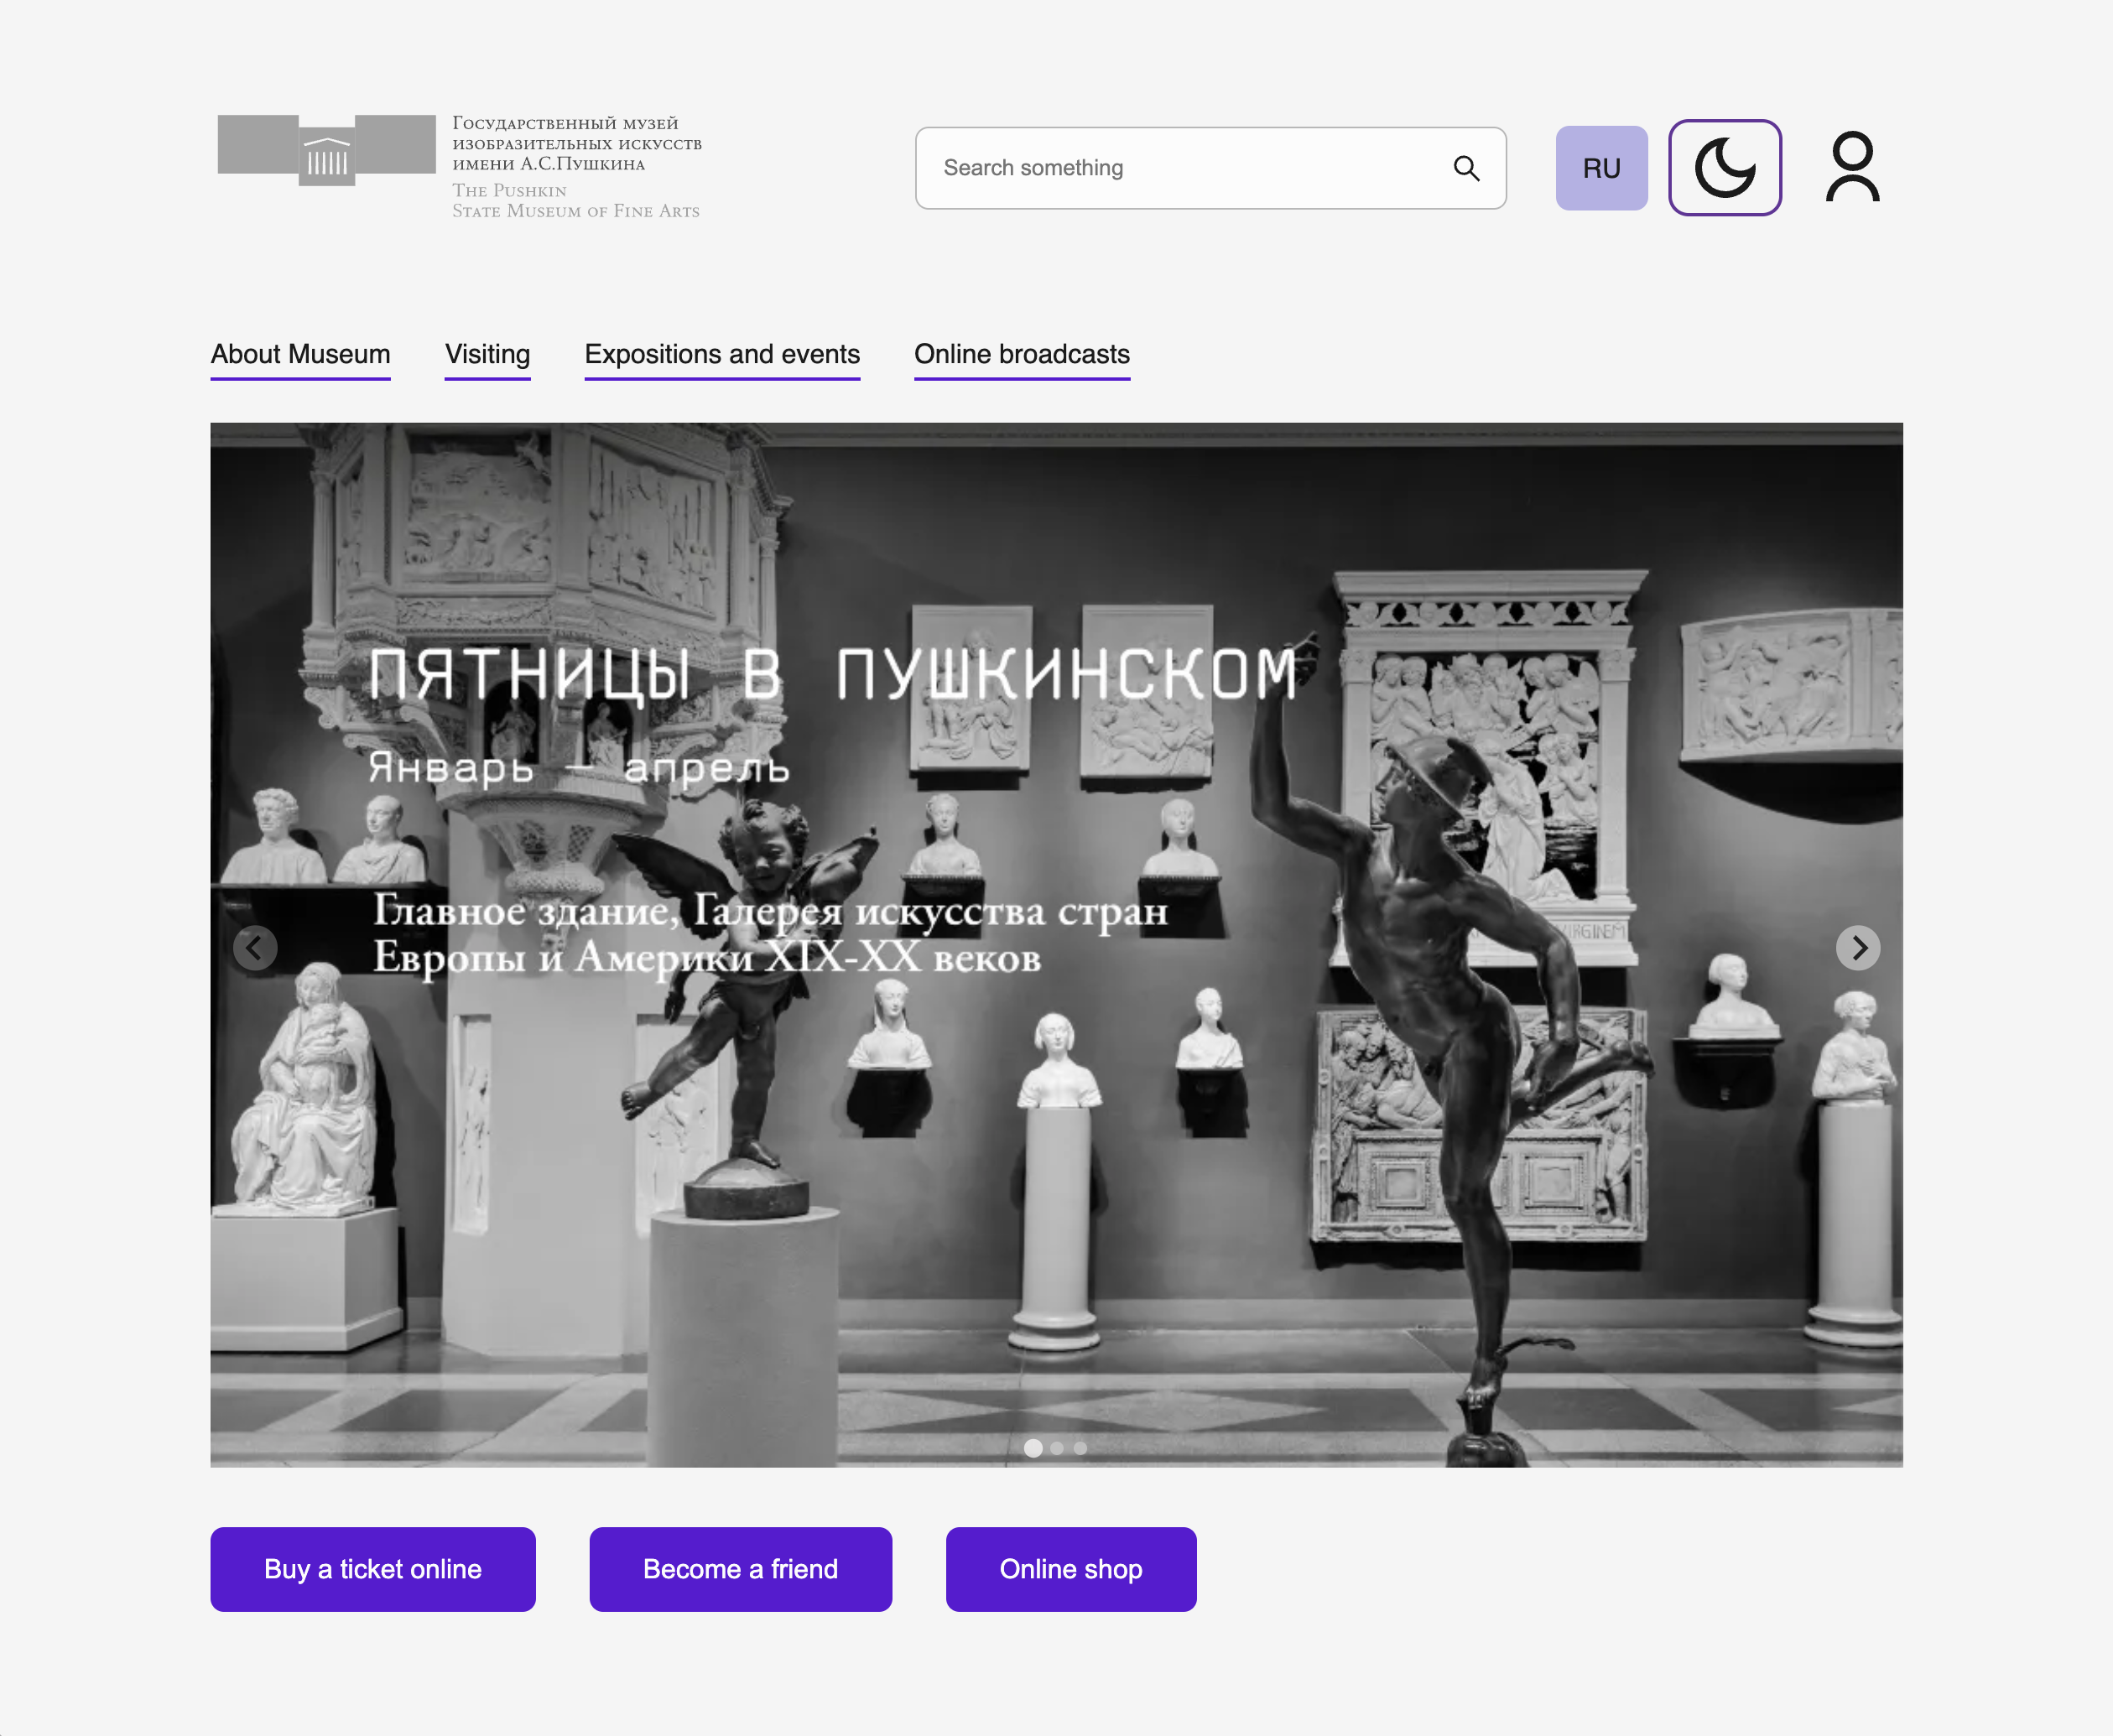 Государственный музей
изобразительных искусств
имени А.С.Пушкина
The Pushkin
State Museum of Fine Arts
Search something
RU
About Museum
Visiting
Expositions and events
Online broadcasts
ПЯТНИЦЫ В ПУШКИНСКОМ
Январь – апрель
Главное здание, Галерея искусства стран
Европы и Америки XIX-XX веков
VIRGINEM
Buy a ticket online
Become a friend
Online shop